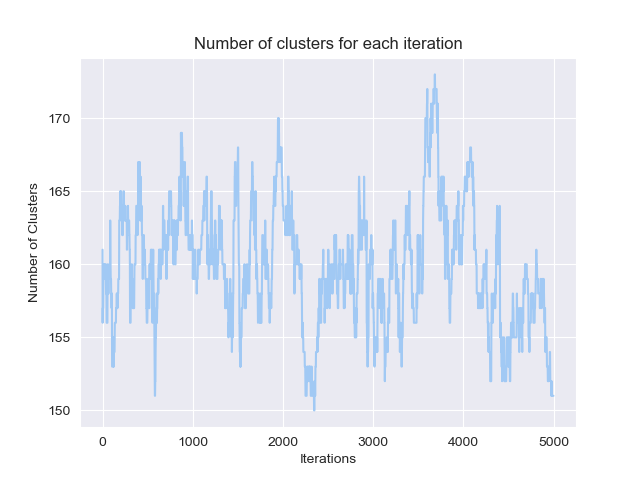 Number of clusters for each iteration
170
165
160
155
150
Number of Clusters
0 1000 2000 3000 4000 5000
Iterations